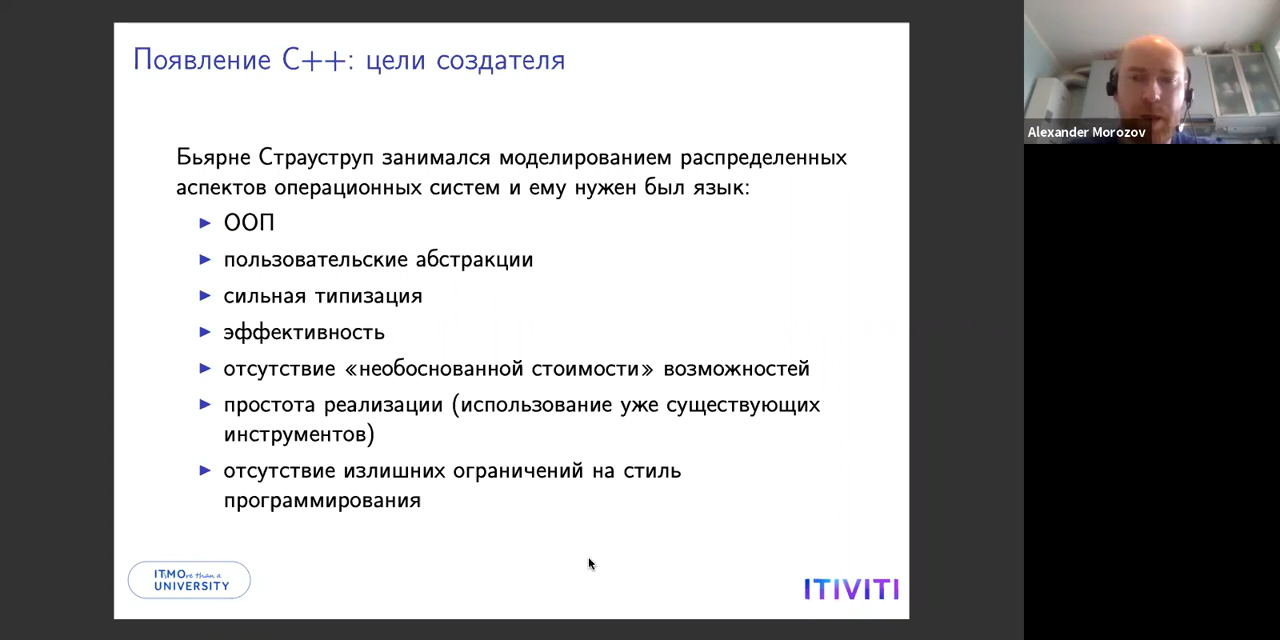 Появление C++: цели создателя
Бьярне Страуструп занимался моделированием распределенных
аспектов операционных систем и ему нужен был язык:
ООП
пользовательские абстракции
сильная типизация
эффективность
отсутствие «необоснованной стоимости» возможностей
простота реализации (использование уже существующих
инструментов)
отсутствие излишних ограничений на стиль
программирования
ITMOre than a
UNIVERSITY
ITIVITI
Alexander Morozov